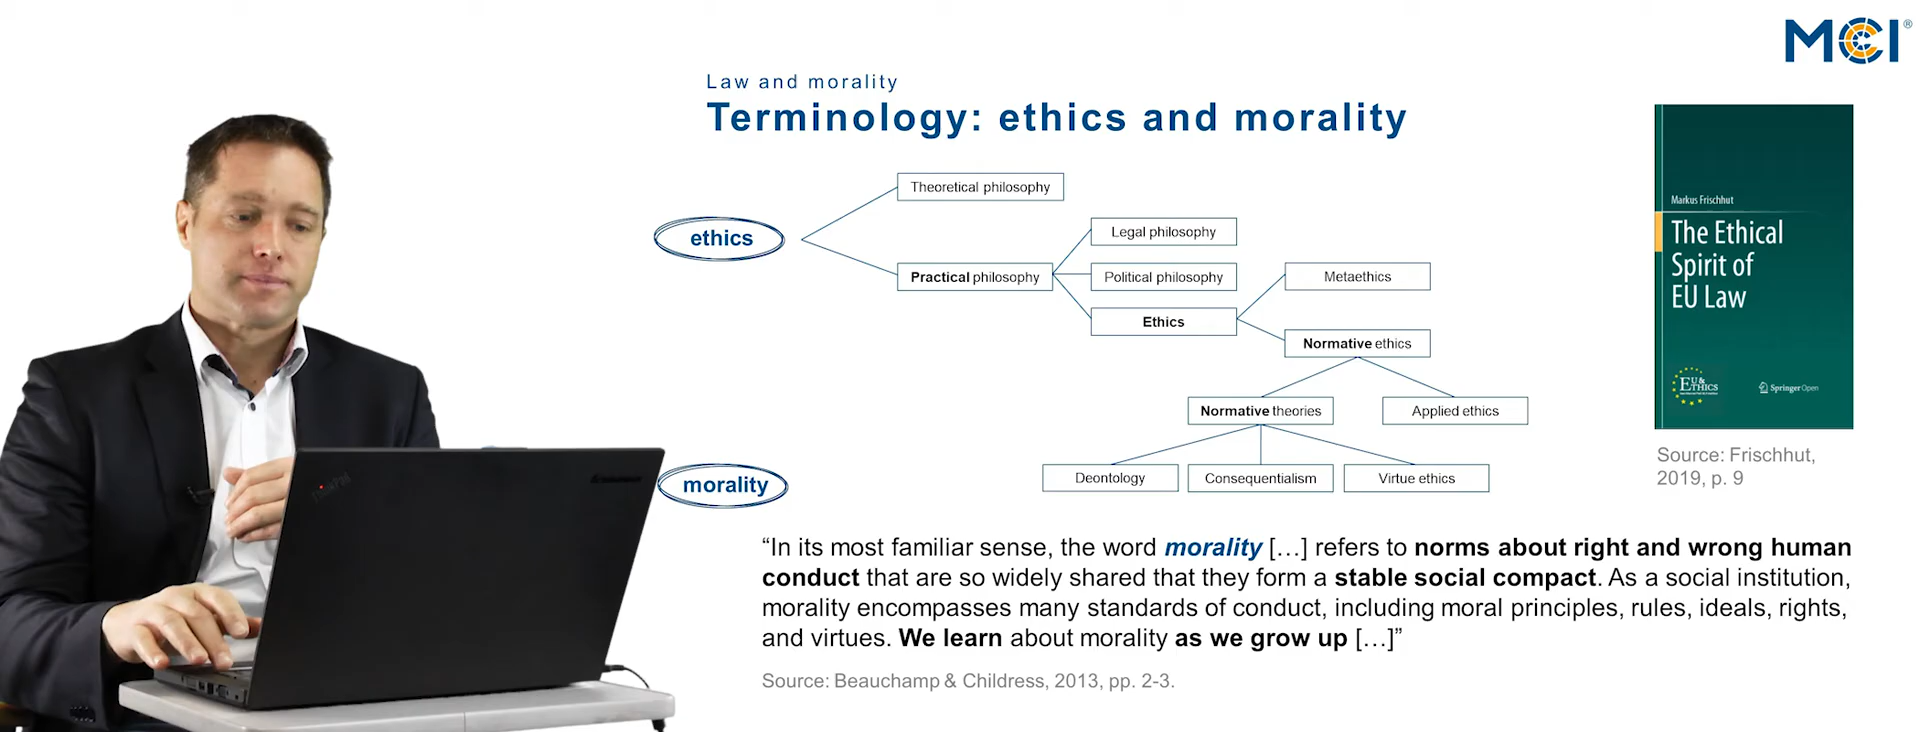 MCI®
Law and morality
Terminology: ethics and morality
Theoretical philosophy
ethics
Legal philosophy
Practical philosophy
Political philosophy
Metaethics
Ethics
Normative ethics
Normative theories
Applied ethics
Deontology
Consequentialism
Virtue ethics
morality
Markus Frischhut
The Ethical
Spirit of
EU Law
EU &
ETHICS
Springer Open
Source: Frischhut,
2019, p. 9
ThinkPad
“In its most familiar sense, the word morality […] refers to norms about right and wrong human
conduct that are so widely shared that they form a stable social compact. As a social institution,
morality encompasses many standards of conduct, including moral principles, rules, ideals, rights,
and virtues. We learn about morality as we grow up […]”
Source: Beauchamp & Childress, 2013, pp. 2-3.